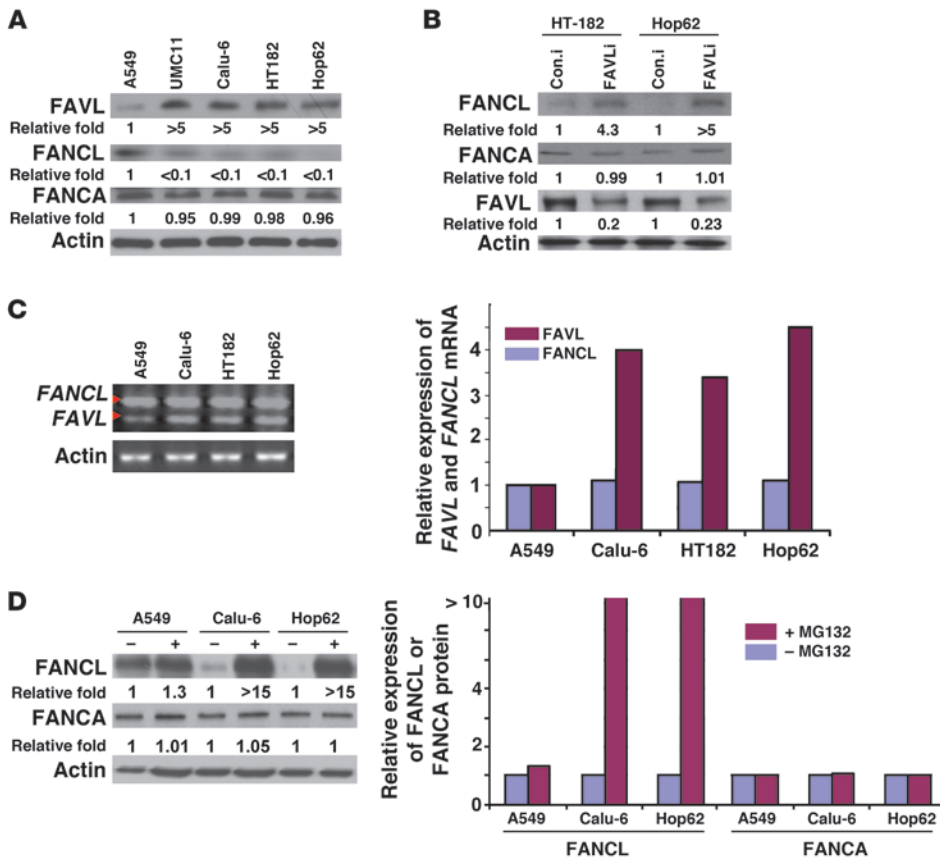 A
A549
UMC11
Calu-6
HT182
Hop62
FAVL
Relative fold 1 >5 >5 >5 >5
FANCL
Relative fold 1 <0.1 <0.1 <0.1 <0.1
FANCA
Relative fold 1 0.95 0.99 0.98 0.96
Actin
B
HT-182 Hop62
Con.i
FAVLi
Con.i
FAVLi
FANCL
Relative fold 1 4.3 1 >5
FANCA
Relative fold 1 0.99 1 1.01
FAVL
Relative fold 1 0.2 1 0.23
Actin
C
A549
Calu-6
HT182
Hop62
FANCL
FAVL
Actin
Relative expression of
FAVL and FANCL mRNA
4
3
2
1
0
FAVL
FANCL
A549 Calu-6 HT182 Hop62
D
A549 Calu-6 Hop62
– + – + – +
FANCL
Relative fold 1 1.3 1 >15 1 >15
FANCA
Relative fold 1 1.01 1 1.05 1 1
Actin
Relative expression
of FANCL or
FANCA protein
> 10
4
2
1
0
+ MG132
– MG132
A549 Calu-6 Hop62 A549 Calu-6 Hop62
FANCL FANCA